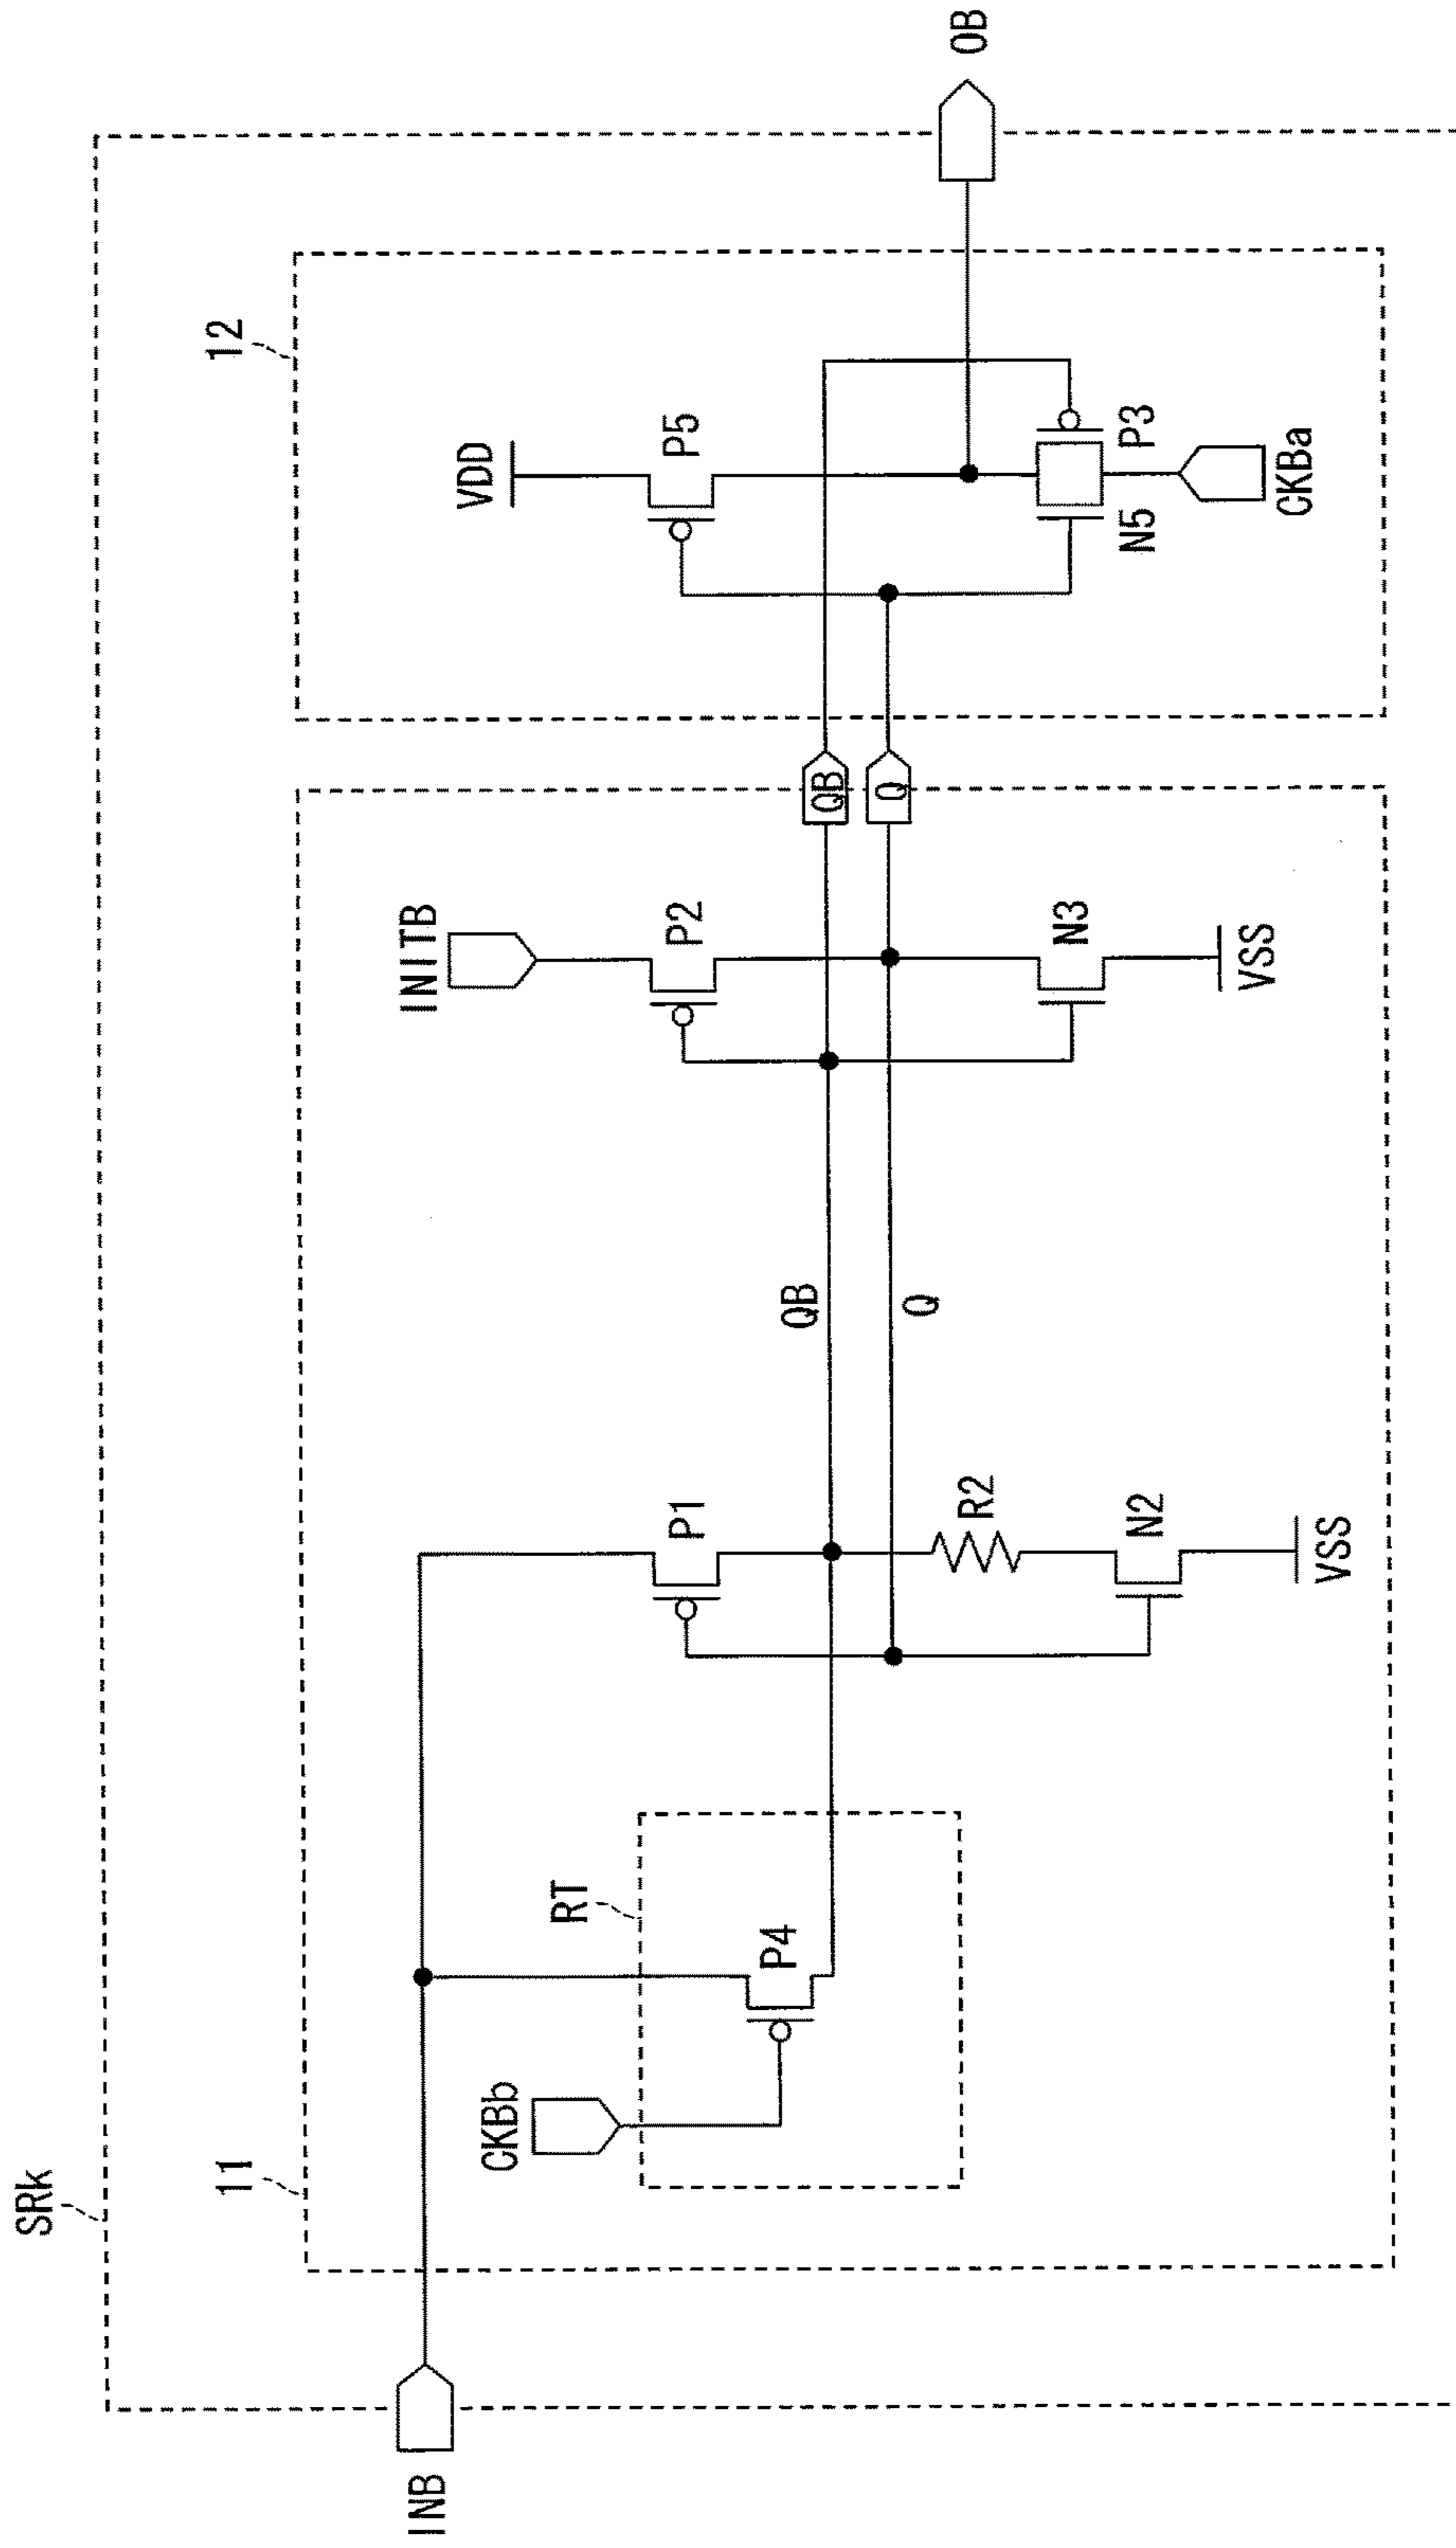 SRk
11
12
INB
CKBb
RT
P4
P1
R2
N2
VSS
QB
Q
INITB
P2
N3
VSS
QB
Q
VDD
P5
N5
P3
CKBa
OB